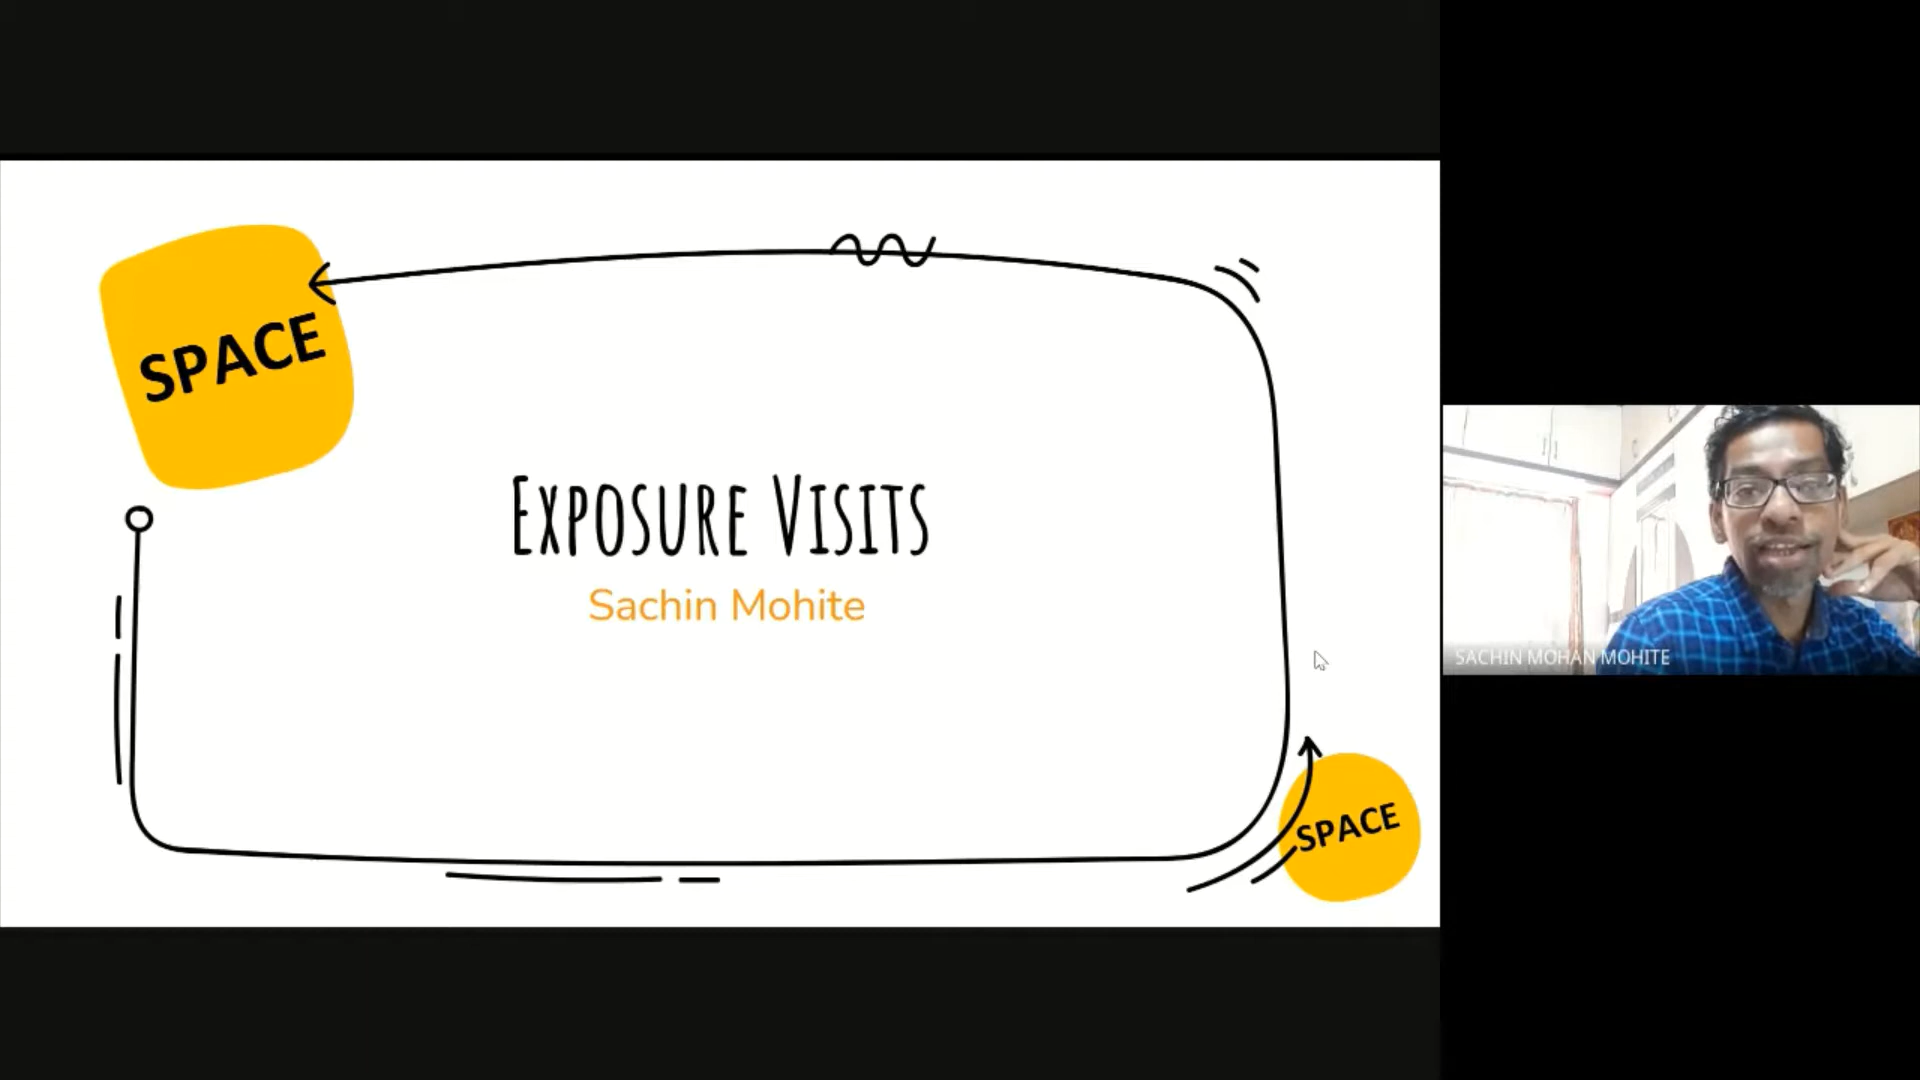 SPACE
EXPOSURE VISITS
Sachin Mohite
SACHIN MOHAN MOHITE
SPACE